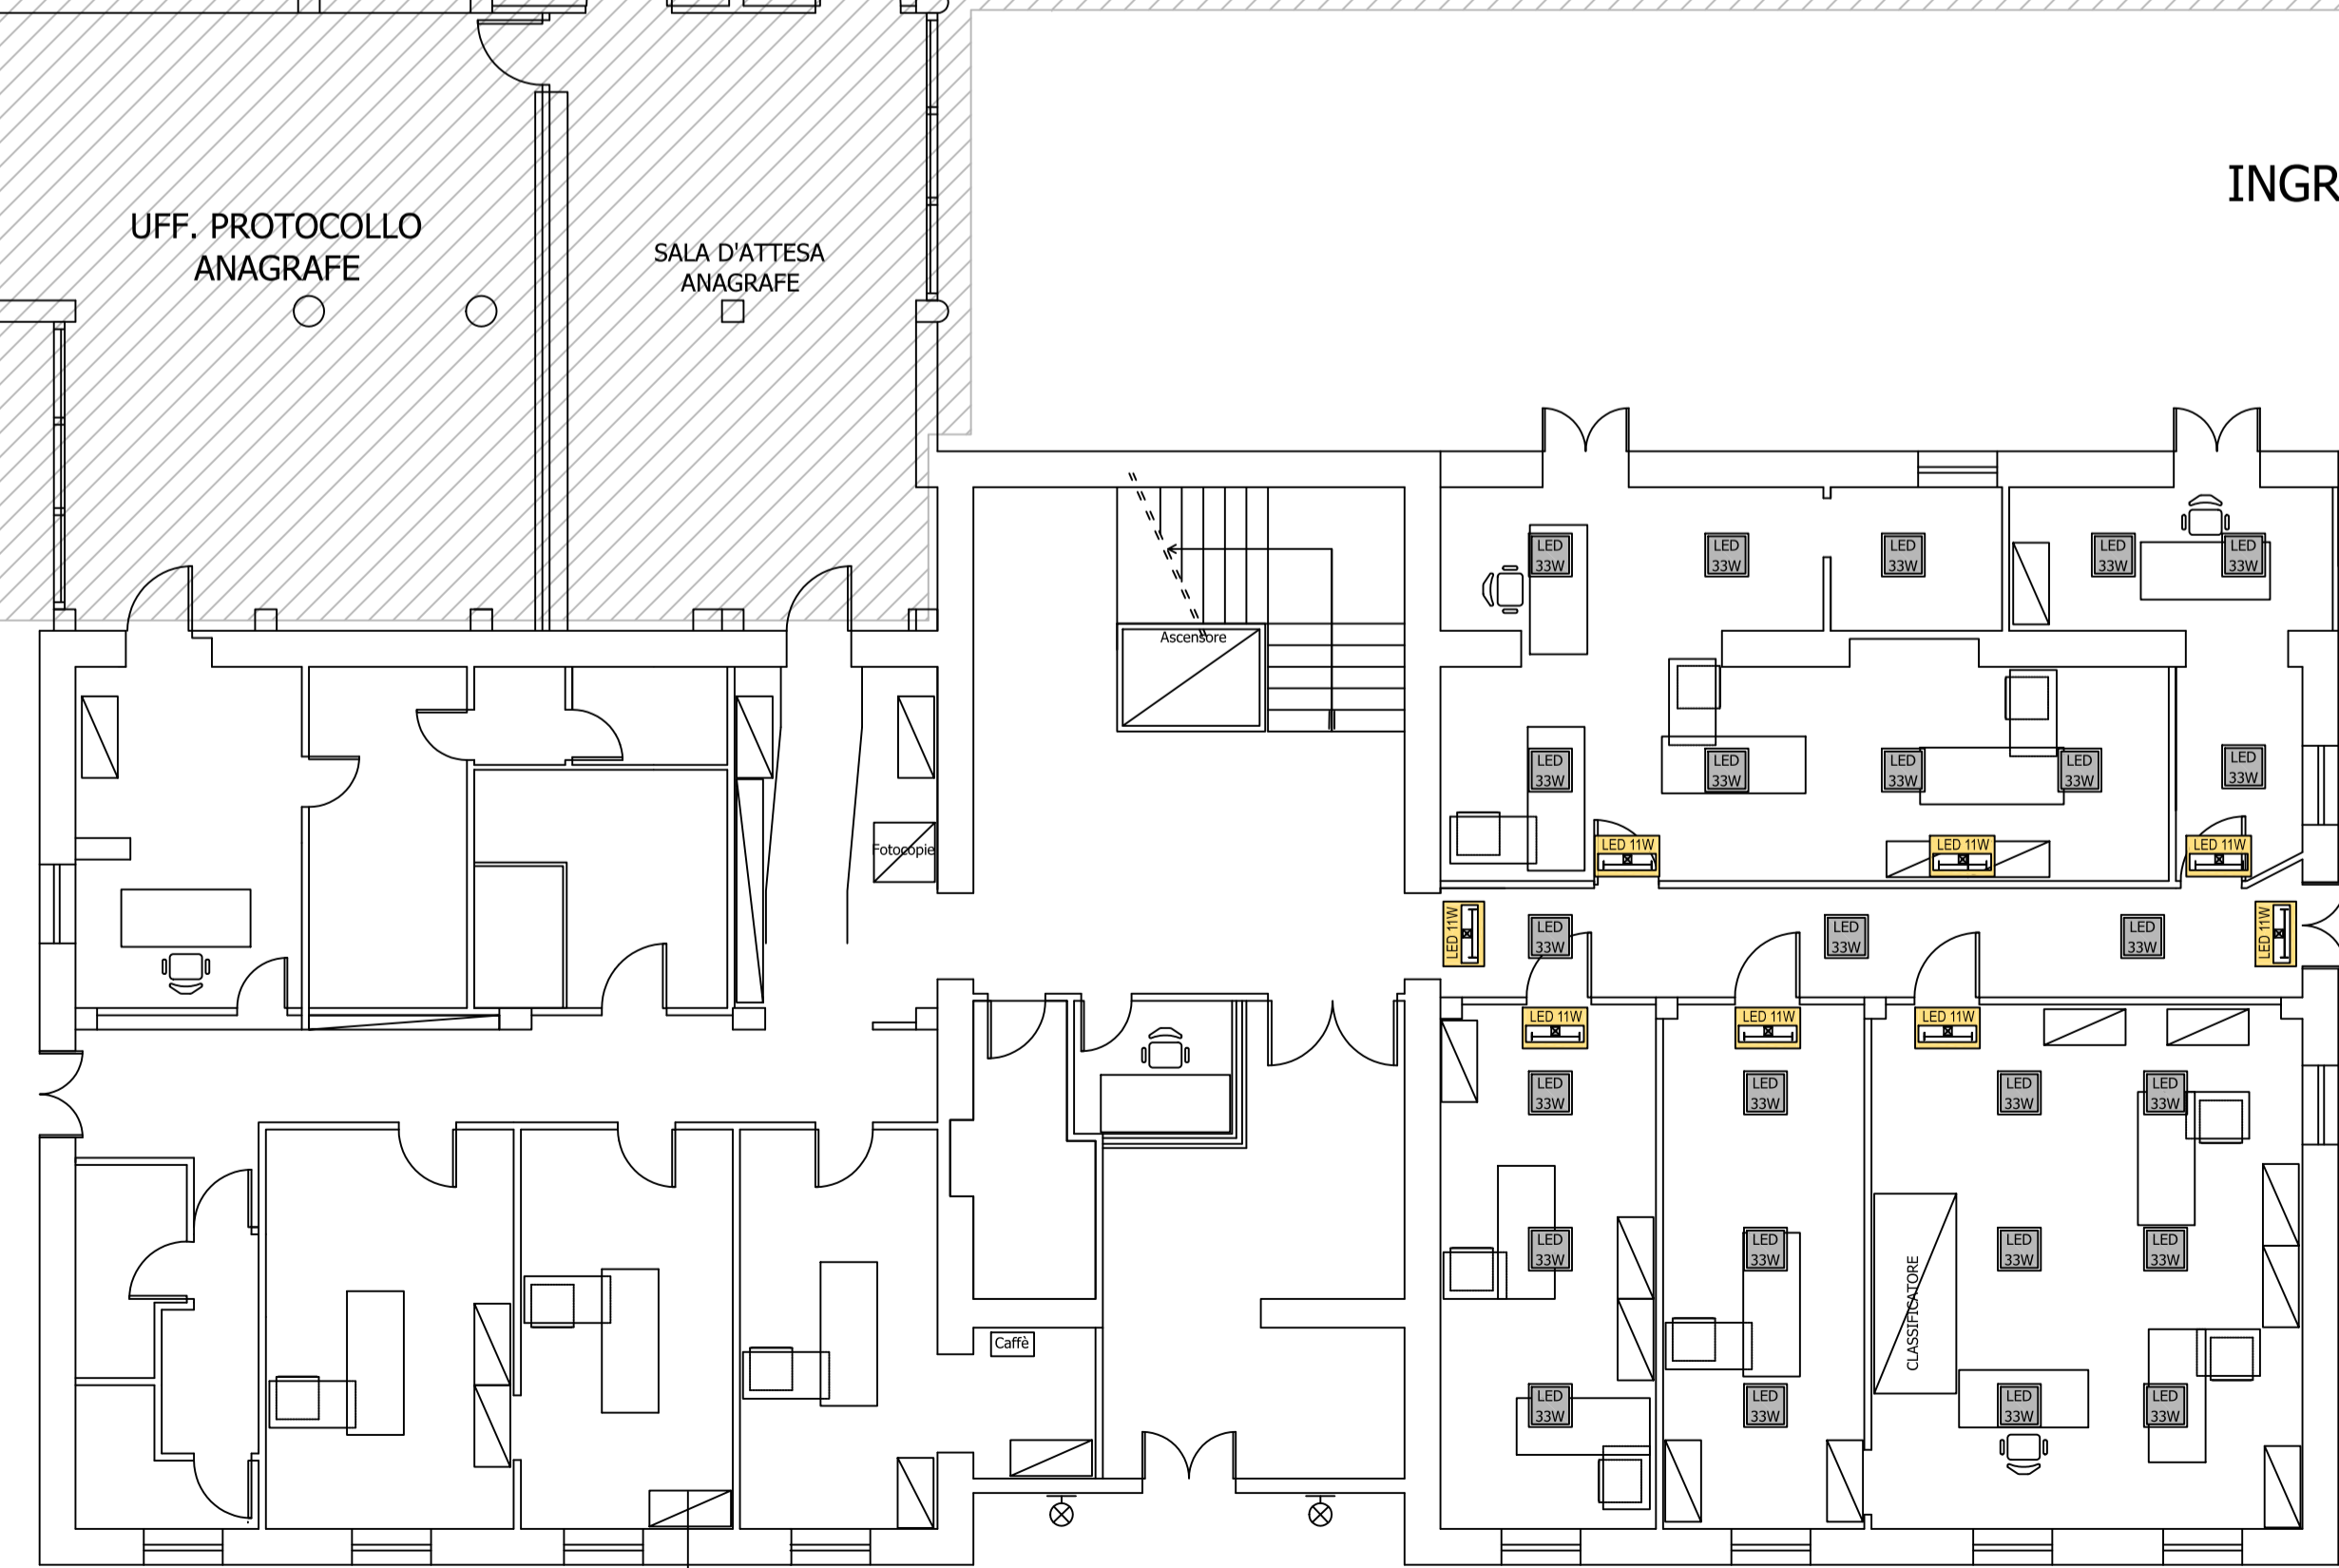 UFF. PROTOCOLLO
ANAGRAFE
SALA D'ATTESA
ANAGRAFE
INGR
LED
33W
LED
33W
LED
33W
LED
33W
LED
33W
Ascensore
LED
33W
LED
33W
LED
33W
LED
33W
LED
33W
Fotocopie
LED 11W
LED 11W
LED 11W
LED 11W
LED
33W
LED
33W
LED
33W
LED 11W
LED 11W
LED 11W
LED 11W
LED
33W
LED
33W
LED
33W
LED
33W
LED
33W
LED
33W
LED
33W
LED
33W
CLASSIFICATORE
Caffè
LED
33W
LED
33W
LED
33W
LED
33W